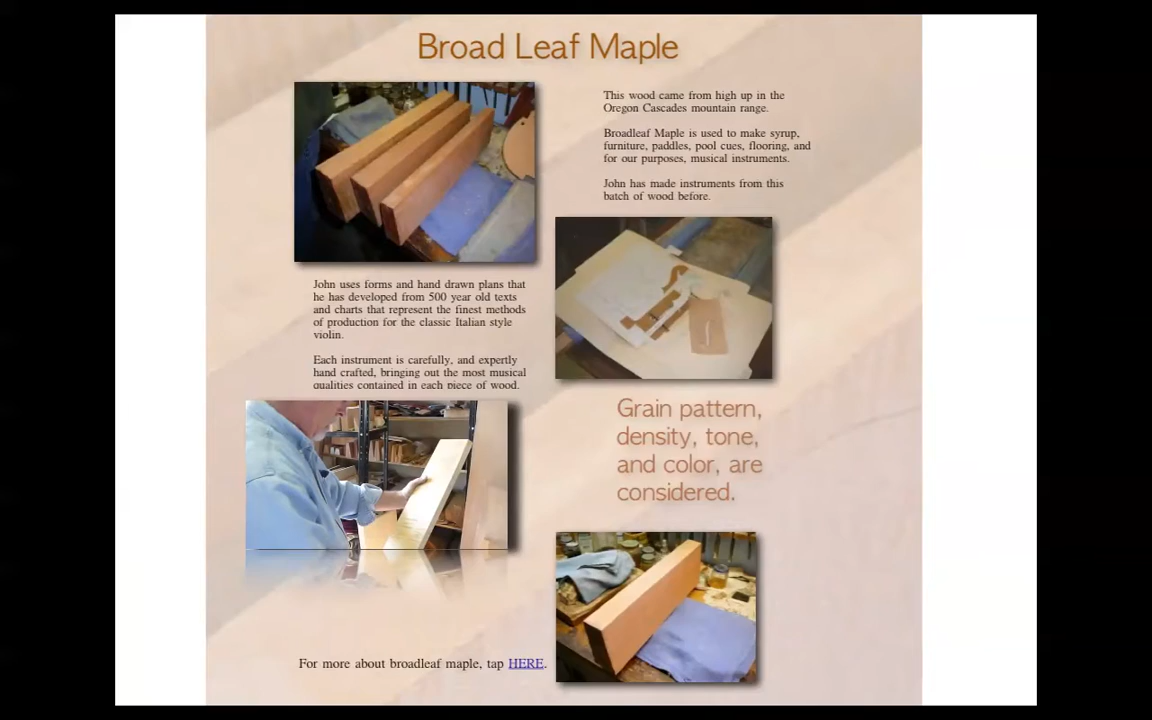 Broad Leaf Maple
This wood came from high up in the
Oregon Cascades mountain range.
Broadleaf Maple is used to make syrup,
furniture, paddles, pool cues, flooring, and
for our purposes, musical instruments.
John has made instruments from this
batch of wood before.
John uses forms and hand drawn plans that
he has developed from 500 year old texts
and charts that represent the finest methods
of production for the classic Italian style
violin.
Each instrument is carefully, and expertly
hand crafted, bringing out the most musical
qualities contained in each piece of wood.
Grain pattern,
density, tone,
and color, are
considered.
For more about broadleaf maple, tap HERE.